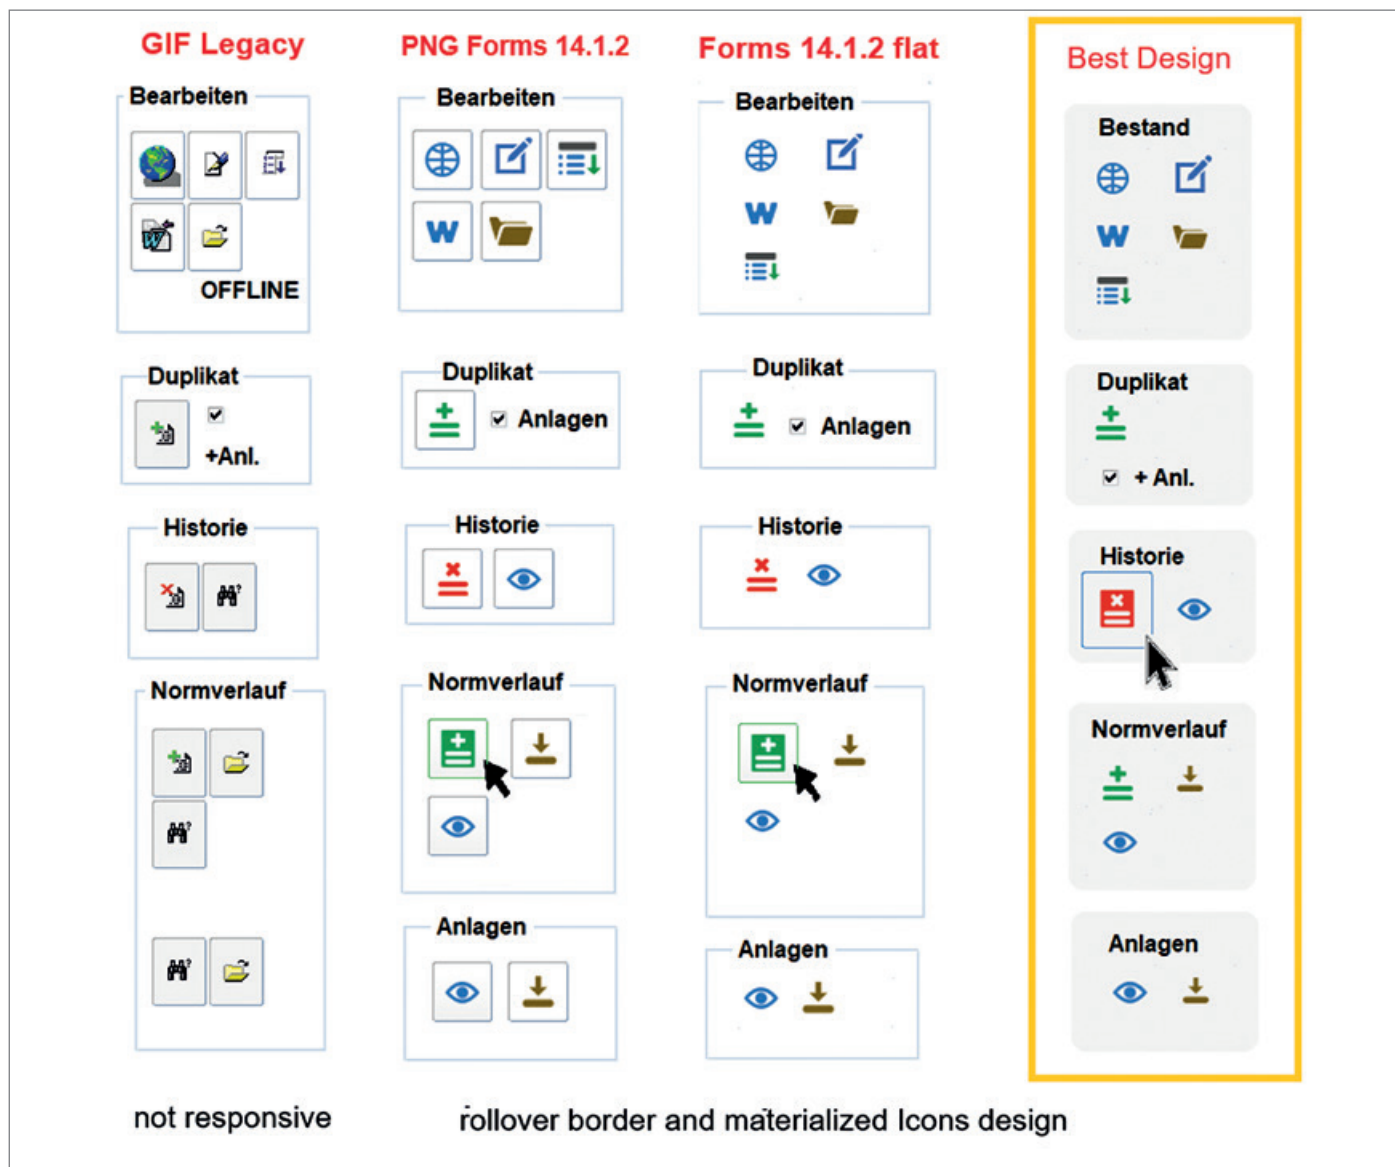 GIF Legacy
Bearbeiten
OFFLINE
Duplikat
+Anl.
Historie
Normverlauf
not responsive
PNG Forms 14.1.2
Bearbeiten
W
Duplikat
Anlagen
Historie
Normverlauf
Anlagen
Forms 14.1.2 flat
Bearbeiten
W
Duplikat
Anlagen
Historie
Normverlauf
Anlagen
rollover border and materialized Icons design
Best Design
Bestand
W
Duplikat
+ Anl.
Historie
Normverlauf
Anlagen